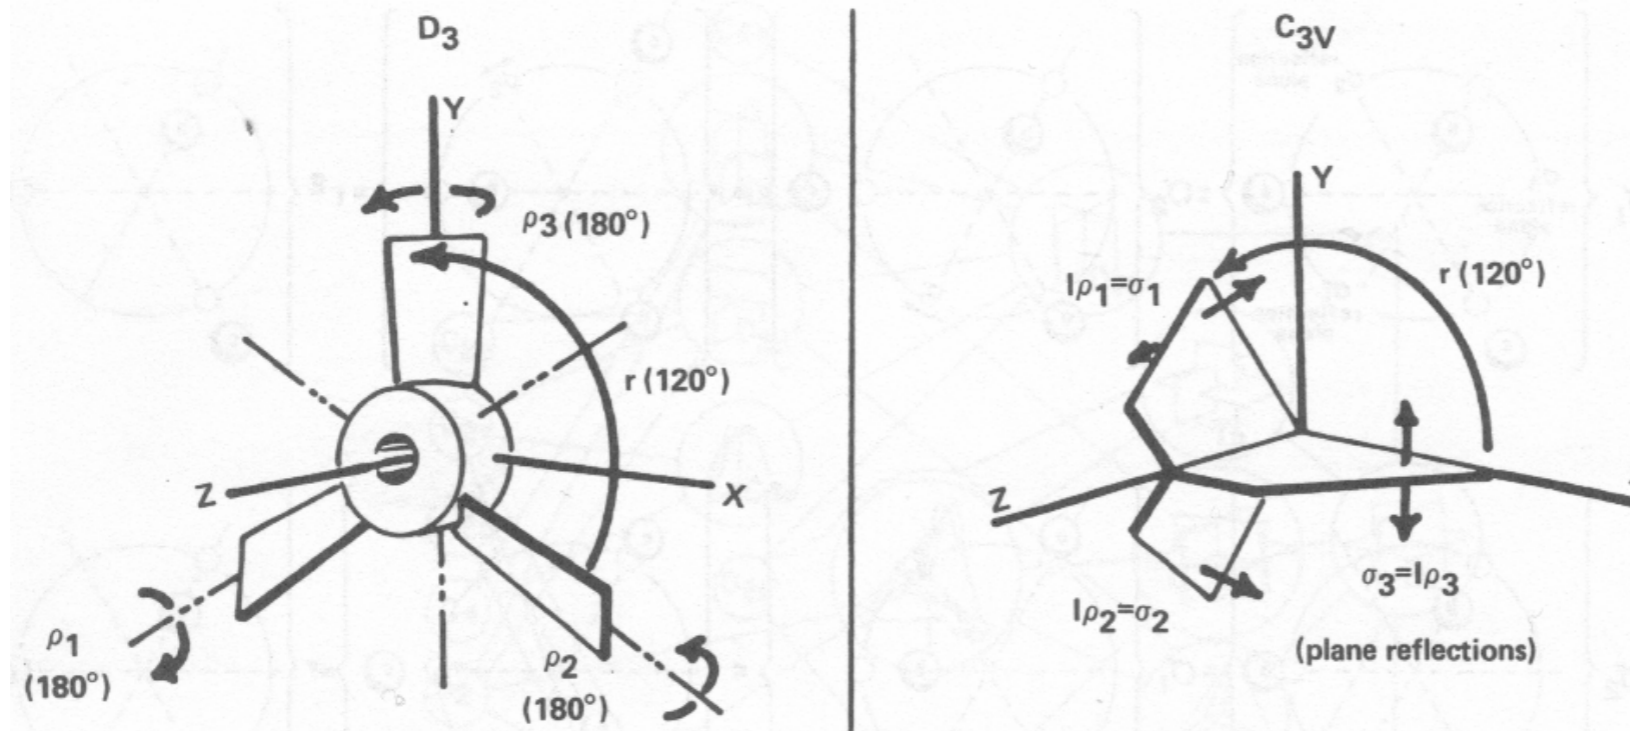 D3
Y
ρ3 (180°)
r (120°)
Z
X
ρ1
(180°)
ρ2
(180°)
C3V
Y
Iρ1=σ1
r (120°)
Z
σ3=Iρ3
Iρ2=σ2
(plane reflections)